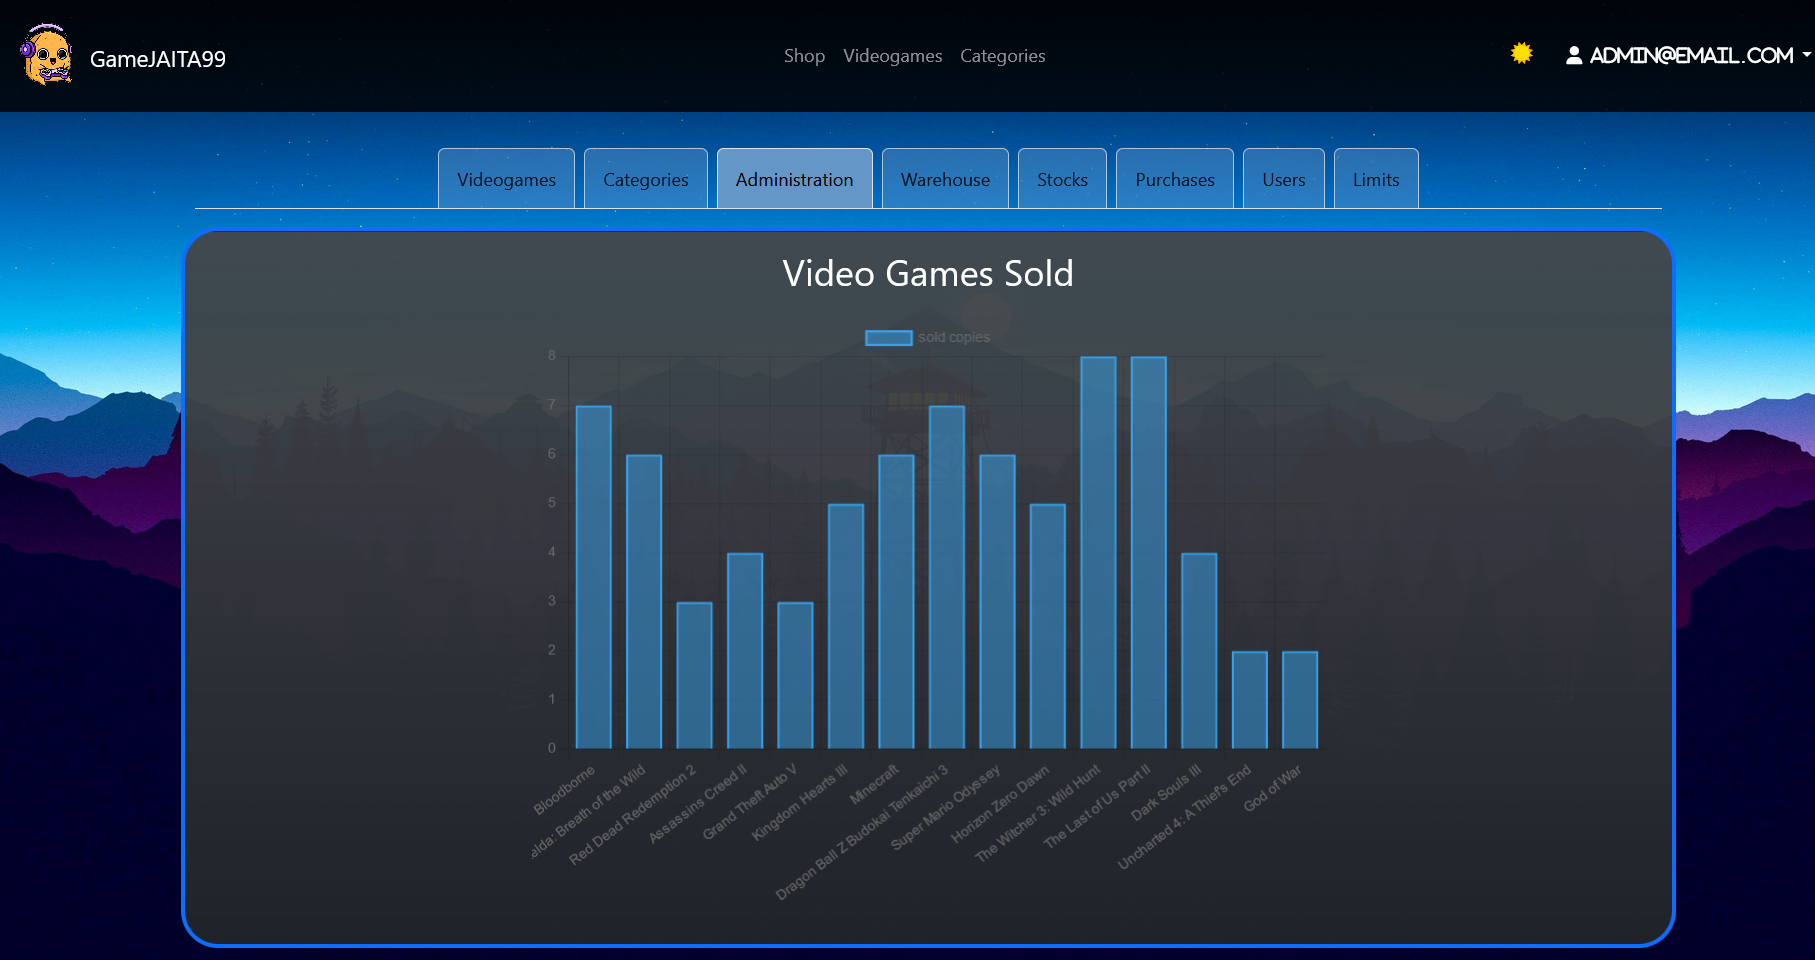 GameJAITA99
Shop Videogames Categories
ADMIN@EMAIL.COM
Videogames Categories Administration Warehouse Stocks Purchases Users Limits
Video Games Sold
sold copies
8
7
6
5
4
3
2
1
0
Bloodborne
elda: Breath of the Wild
Red Dead Redemption 2
Assassins Creed II
Grand Theft Auto V
Kingdom Hearts III
Minecraft
Dragon Ball Z Budokai Tenkaichi 3
Super Mario Odyssey
Horizon Zero Dawn
The Witcher 3: Wild Hunt
The Last of Us Part II
Dark Souls III
Uncharted 4: A Thief's End
God of War